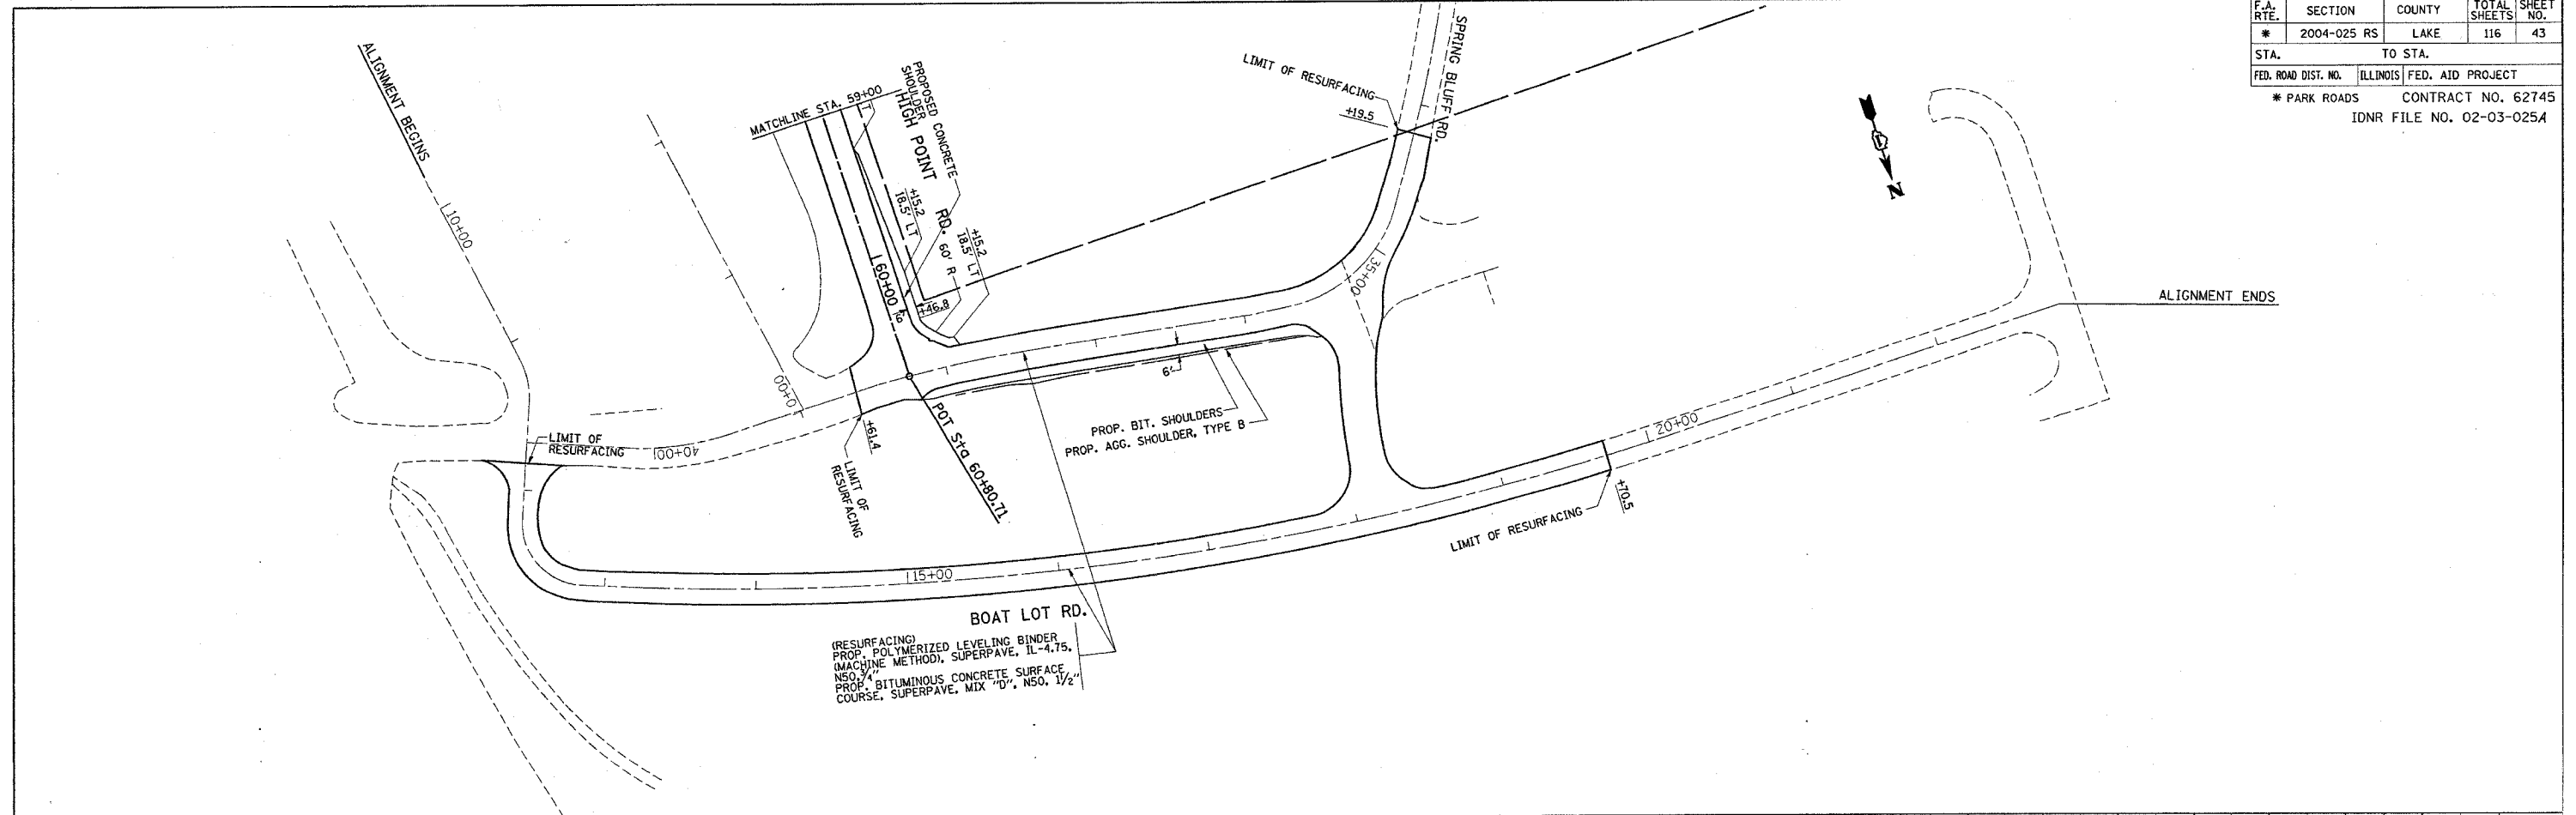 F.A. RTE. SECTION COUNTY TOTAL SHEETS SHEET NO.
* 2004-025 RS LAKE 116 43
STA. TO STA.
FED. ROAD DIST. NO. ILLINOIS FED. AID PROJECT
* PARK ROADS CONTRACT NO. 62745
IDNR FILE NO. 02-03-025A
ALIGNMENT BEGINS
10+00
MATCHLINE STA. 59+00
PROPOSED CONCRETE
SHOULDER
HIGH POINT RD.
+15.2
18.5' LT
60' R
+15.2
18.5' LT
60+00
+46.8
LIMIT OF RESURFACING
+19.5
SPRING BLUFF RD.
35+00
N
ALIGNMENT ENDS
0+00
6'
PROP. BIT. SHOULDERS
PROP. AGG. SHOULDER, TYPE B
LIMIT OF
RESURFACING
40+00
+61.4
LIMIT OF
RESURFACING
POT Sta 60+80.71
20+00
+70.5
LIMIT OF RESURFACING
15+00
BOAT LOT RD.
(RESURFACING)
PROP. POLYMERIZED LEVELING BINDER
(MACHINE METHOD), SUPERPAVE, IL-4.75,
N50, 3/4"
PROP. BITUMINOUS CONCRETE SURFACE
COURSE, SUPERPAVE, MIX "D", N50, 1 1/2"